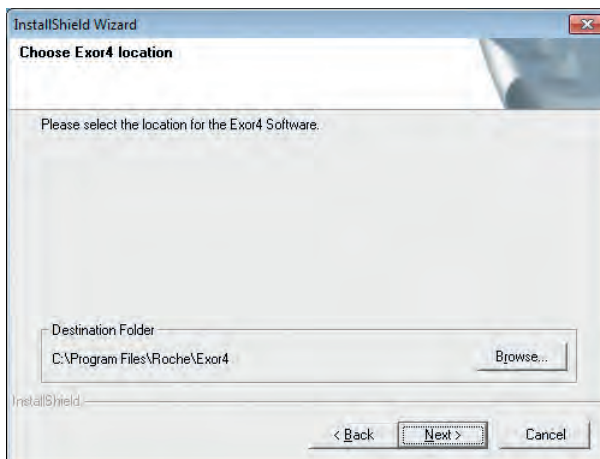 InstallShield Wizard
Choose Exor4 location
Please select the location for the Exor4 Software.
Destination Folder
C:\Program Files\Roche\Exor4
Browse...
InstallShield
< Back
Next >
Cancel